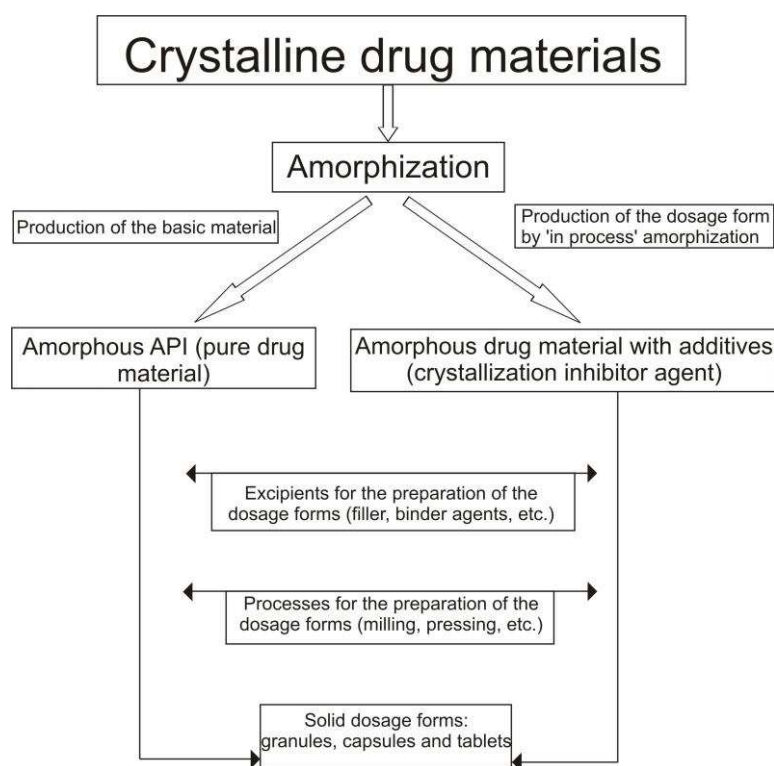 Crystalline drug materials
Amorphization
Production of the basic material
Production of the dosage form
by 'in process' amorphization
Amorphous API (pure drug
material)
Amorphous drug material with additives
(crystallization inhibitor agent)
Excipients for the preparation of the
dosage forms (filler, binder agents, etc.)
Processes for the preparation of the
dosage forms (milling, pressing, etc.)
Solid dosage forms:
granules, capsules and tablets